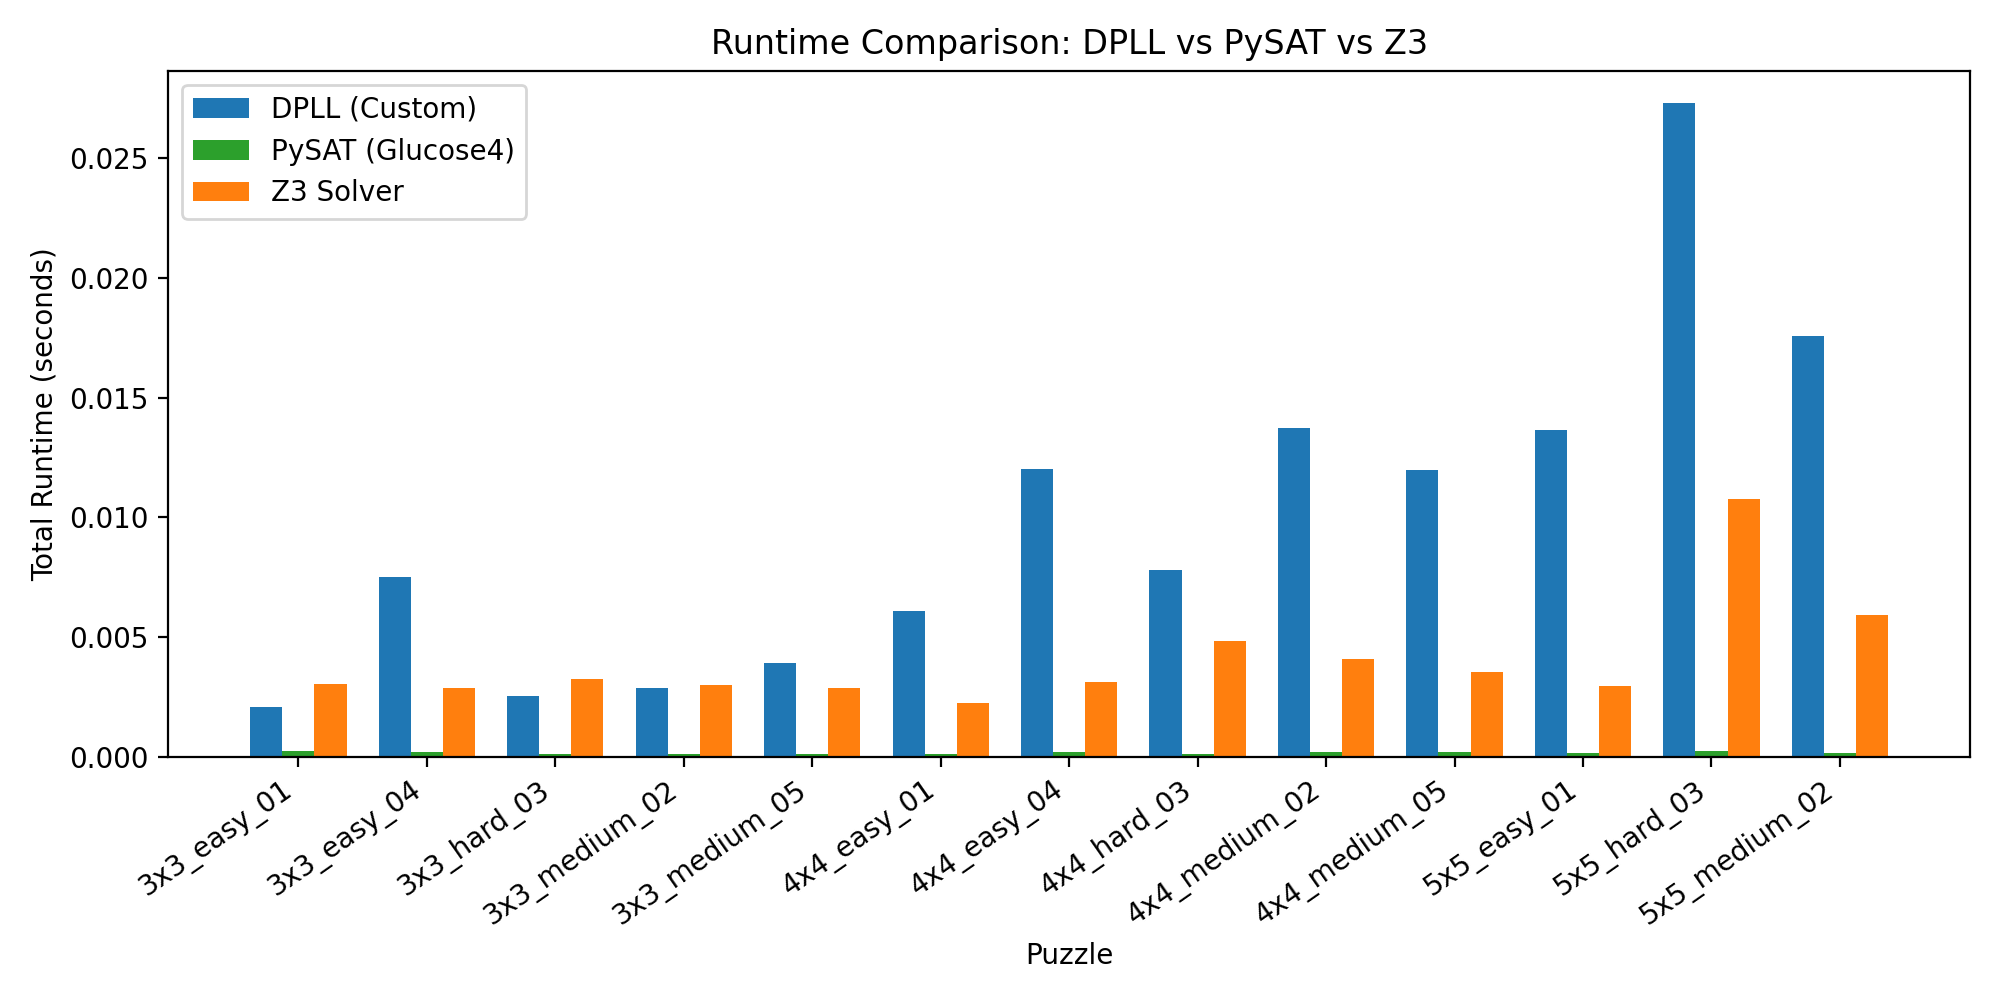 Runtime Comparison: DPLL vs PySAT vs Z3
DPLL (Custom)
PySAT (Glucose4)
Z3 Solver
Total Runtime (seconds)
0.025
0.020
0.015
0.010
0.005
0.000
3x3_easy_01
3x3_easy_04
3x3_hard_03
3x3_medium_02
3x3_medium_05
4x4_easy_01
4x4_easy_04
4x4_hard_03
4x4_medium_02
4x4_medium_05
5x5_easy_01
5x5_hard_03
5x5_medium_02
Puzzle